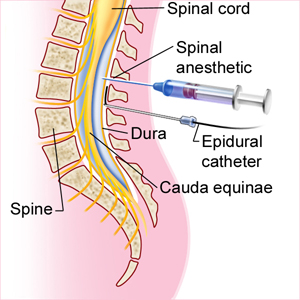 Spinal cord
Spinal
anesthetic
Dura
Epidural
catheter
Cauda equinae
Spine